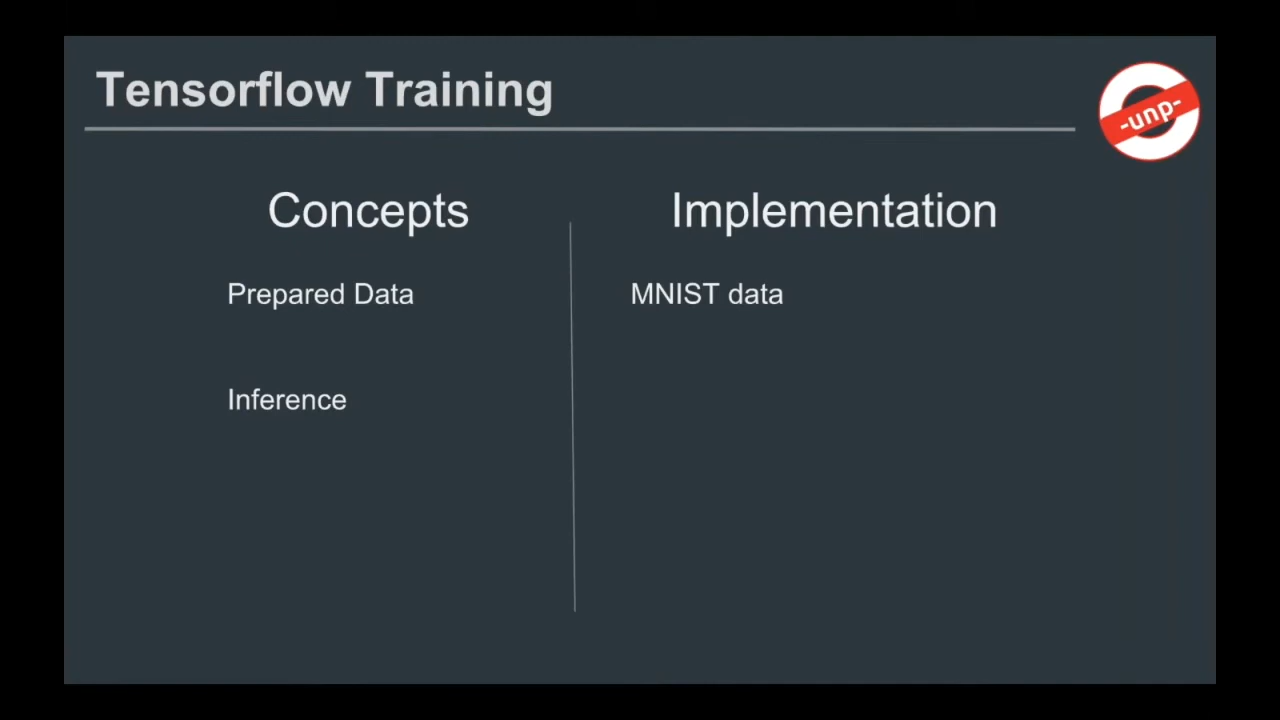 Tensorflow Training
-unp-
Concepts
Implementation
Prepared Data
MNIST data
Inference